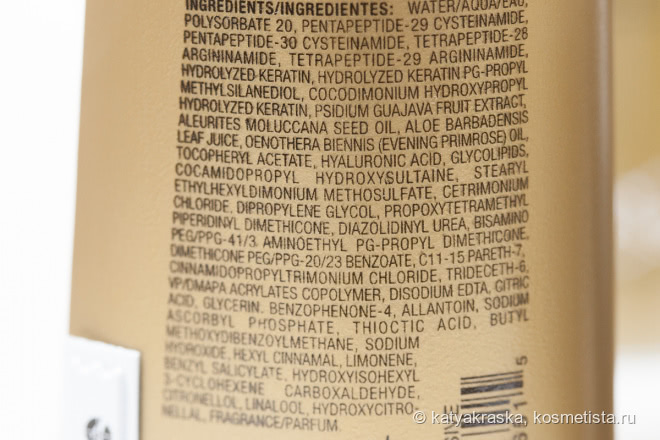 INGREDIENTS/INGREDIENTES: WATER/AQUA/EAU,
POLYSORBATE 20, PENTAPEPTIDE-29 CYSTEINAMIDE,
PENTAPEPTIDE-30 CYSTEINAMIDE, TETRAPEPTIDE-28
ARGININAMIDE, TETRAPEPTIDE-29 ARGININAMIDE,
HYDROLYZED KERATIN, HYDROLYZED KERATIN PG-PROPYL
METHYLSILANEDIOL, COCODIMONIUM HYDROXYPROPYL
HYDROLYZED KERATIN, PSIDIUM GUAJAVA FRUIT EXTRACT,
ALEURITES MOLUCCANA SEED OIL, ALOE BARBADENSIS
LEAF JUICE, OENOTHERA BIENNIS (EVENING PRIMROSE) OIL,
TOCOPHERYL ACETATE, HYALURONIC ACID, GLYCOLIPIDS,
COCAMIDOPROPYL HYDROXYSULTAINE, STEARYL
ETHYLHEXYLDIMONIUM METHOSULFATE, CETRIMONIUM
CHLORIDE, DIPROPYLENE GLYCOL, PROPOXYTETRAMETHYL
PIPERIDINYL DIMETHICONE, DIAZOLIDINYL UREA, BISAMINO
PEG/PPG-41/3 AMINOETHYL PG-PROPYL DIMETHICONE,
DIMETHICONE PEG/PPG-20/23 BENZOATE, C11-15 PARETH-7,
CINNAMIDOPROPYLTRIMONIUM CHLORIDE, TRIDECETH-6,
VP/DMAPA ACRYLATES COPOLYMER, DISODIUM EDTA, CITRIC
ACID, GLYCERIN, BENZOPHENONE-4, ALLANTOIN, SODIUM
ASCORBYL PHOSPHATE, THIOCTIC ACID, BUTYL
METHOXYDIBENZOYLMETHANE, SODIUM
HYDROXIDE, HEXYL CINNAMAL, LIMONENE,
BENZYL SALICYLATE, HYDROXYISOHEXYL
3-CYCLOHEXENE CARBOXALDEHYDE,
CITRONELLOL, LINALOOL, HYDROXYCITRO-
NELLAL, FRAGRANCE/PARFUM.
© katyakraska, kosmetista.ru